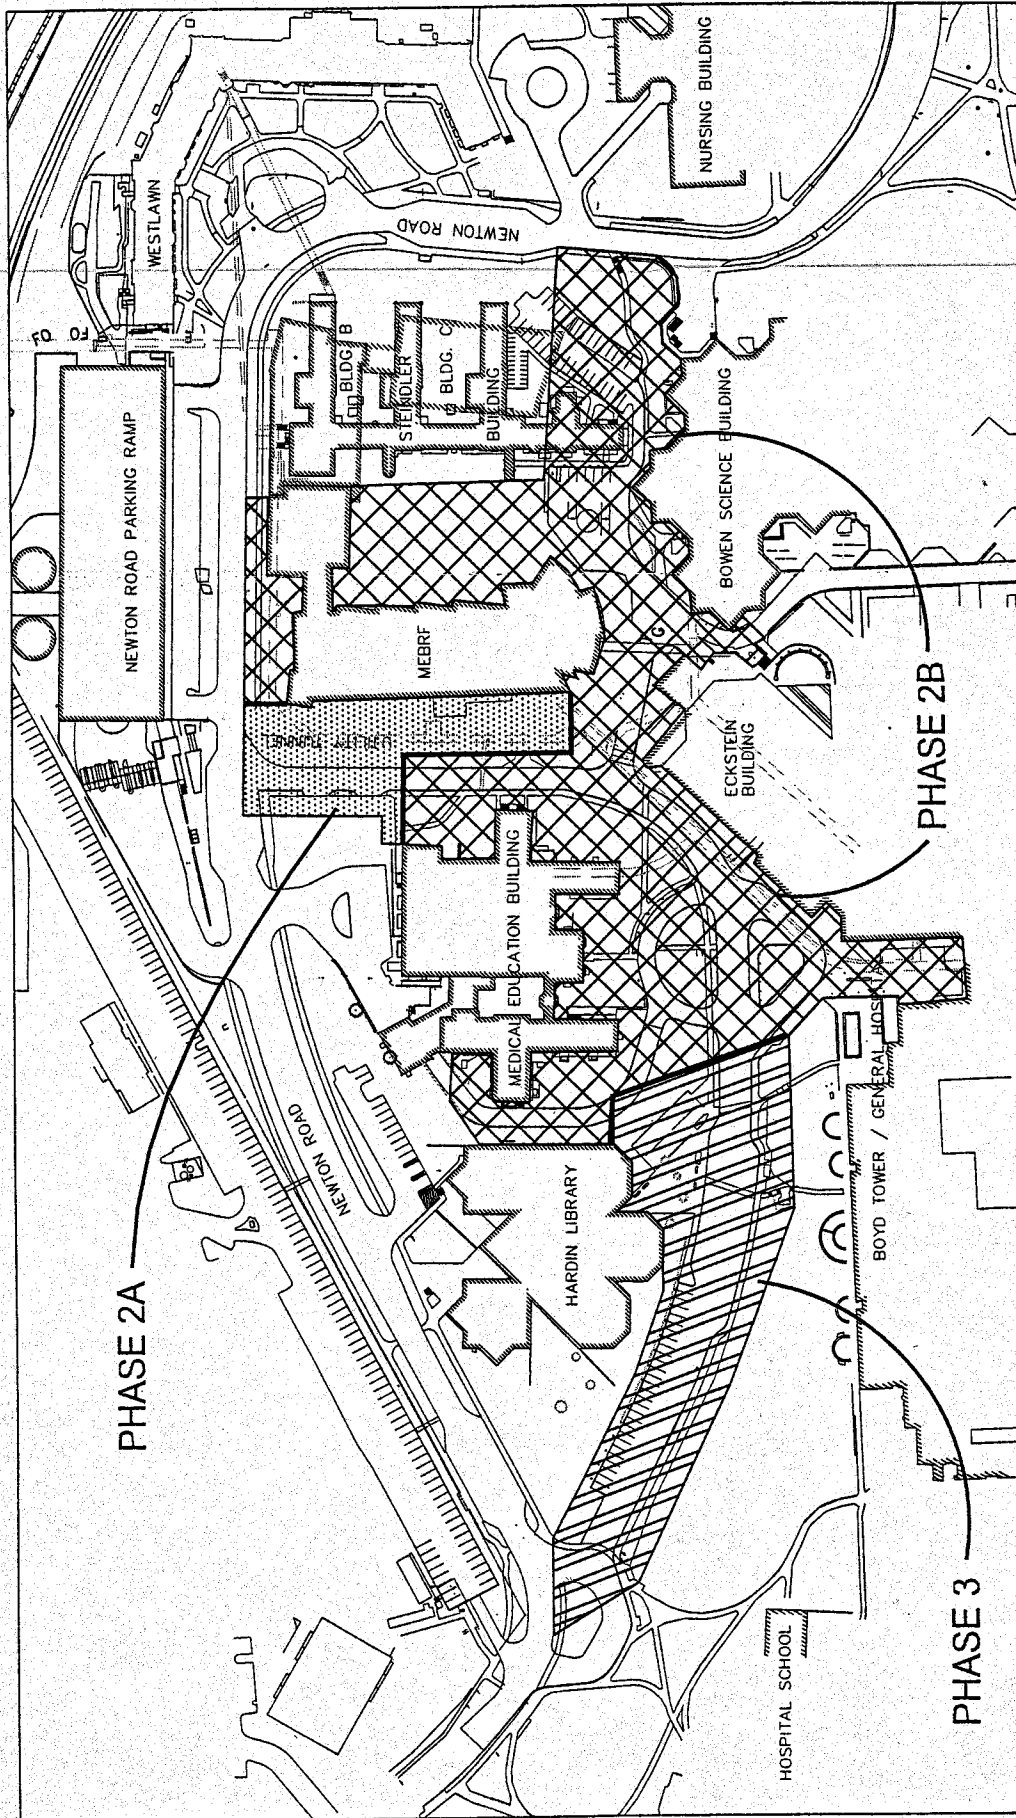 PHASE 2A
PHASE 3
PHASE 2B
NEWTON ROAD PARKING RAMP
WESTLAWN
FO
FO
NEWTON ROAD
NEWTON ROAD
NURSING BUILDING
BLDG. B
STEINDLER
BLDG. C
BUILDING
MEBRF
UTILITY TUNNEL
MEDICAL EDUCATION BUILDING
HARDIN LIBRARY
BOWEN SCIENCE BUILDING
ECKSTEIN
BUILDING
G
BOYD TOWER / GENERAL HOSPITAL
HOSPITAL SCHOOL